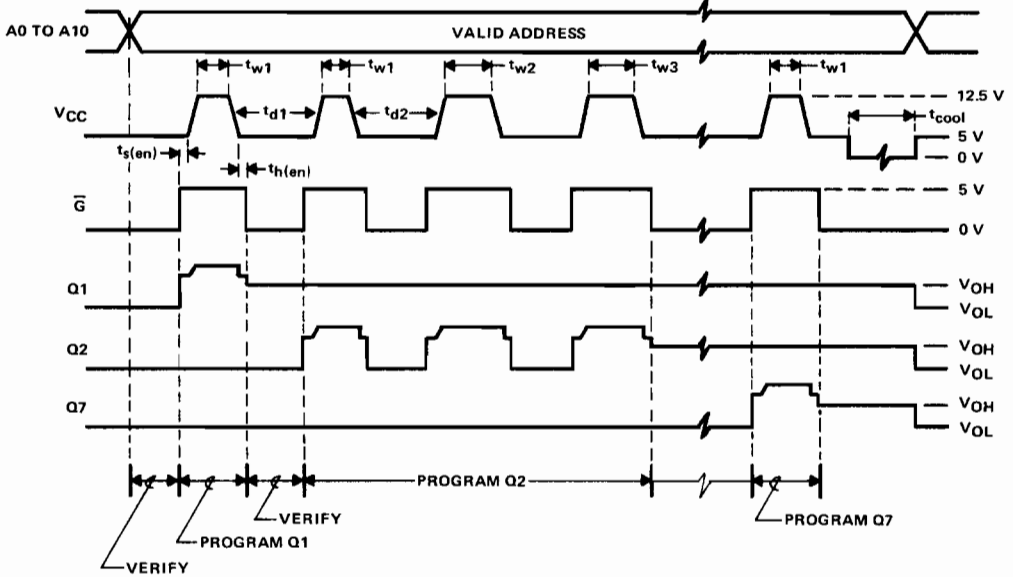 A0 TO A10
VALID ADDRESS
tw1
tw1
tw2
tw3
tw1
12.5 V
VCC
td1
td2
tcool
5 V
0 V
ts(en)
th(en)
G
5 V
0 V
Q1
VOH
VOL
Q2
VOH
VOL
Q7
VOH
VOL
PROGRAM Q2
VERIFY
PROGRAM Q7
PROGRAM Q1
VERIFY